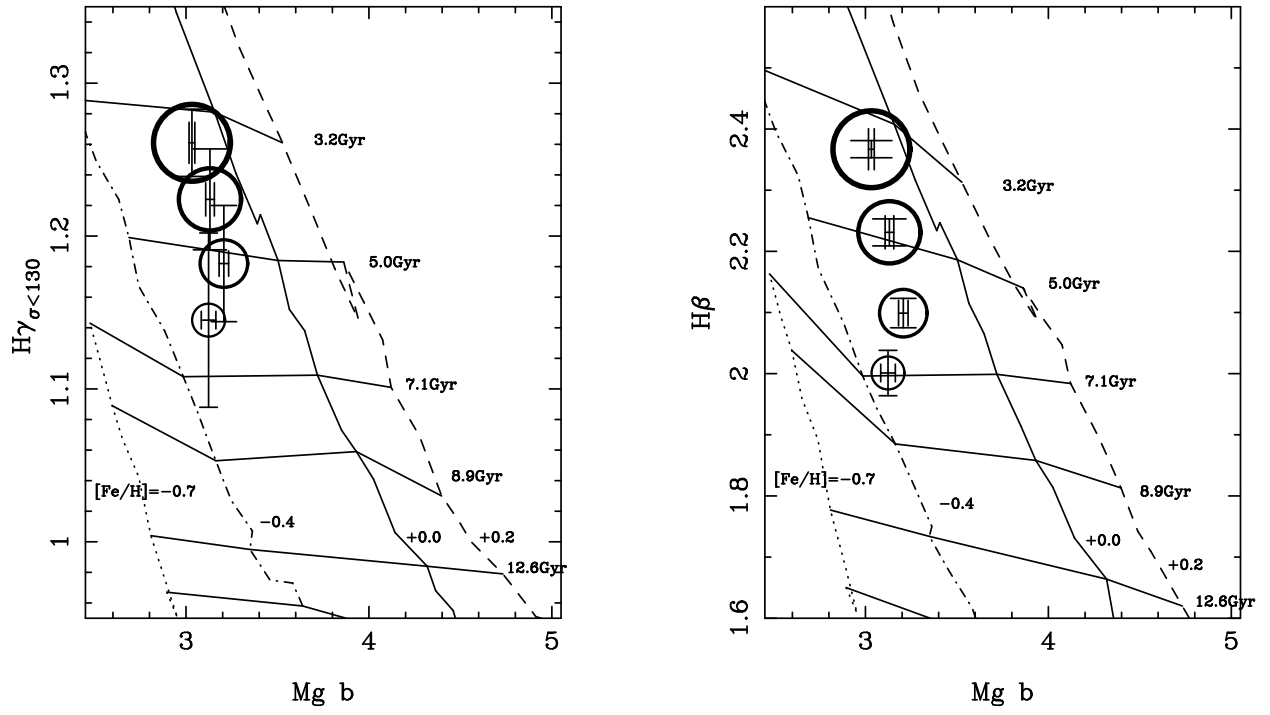 1.3
1.2
1.1
1
Hγσ<130
3.2Gyr
5.0Gyr
7.1Gyr
8.9Gyr
[Fe/H]=−0.7
−0.4
+0.0
+0.2
12.6Gyr
3
4
5
Mg b
2.4
2.2
2
1.8
1.6
Hβ
3.2Gyr
5.0Gyr
7.1Gyr
[Fe/H]=−0.7
8.9Gyr
−0.4
+0.0
+0.2
12.6Gyr
3
4
5
Mg b